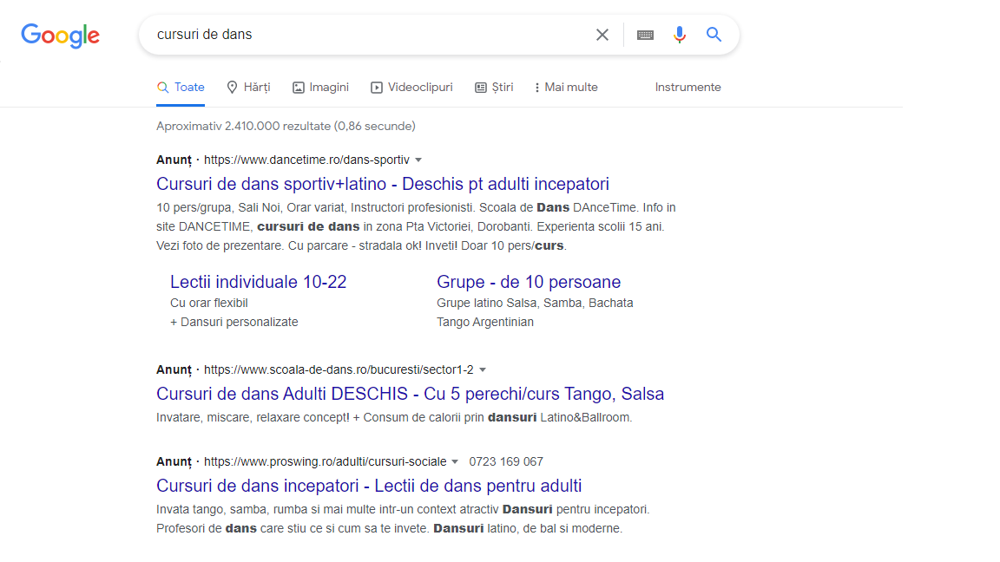 Google
cursuri de dans
Toate Hărți Imagini Videoclipuri Știri Mai multe Instrumente
Aproximativ 2.410.000 rezultate (0,86 secunde)
Anunț · https://www.dancetime.ro/dans-sportiv
Cursuri de dans sportiv+latino - Deschis pt adulti incepatori
10 pers/grupa, Sali Noi, Orar variat, Instructori profesionisti. Scoala de Dans DAnceTime. Info in
site DANCETIME, cursuri de dans in zona Pta Victoriei, Dorobanti. Experienta scolii 15 ani.
Vezi foto de prezentare. Cu parcare - stradala ok! Inveti! Doar 10 pers/curs.
Lectii individuale 10-22
Cu orar flexibil
+ Dansuri personalizate
Grupe - de 10 persoane
Grupe latino Salsa, Samba, Bachata
Tango Argentinian
Anunț · https://www.scoala-de-dans.ro/bucuresti/sector1-2
Cursuri de dans Adulti DESCHIS - Cu 5 perechi/curs Tango, Salsa
Invatare, miscare, relaxare concept! + Consum de calorii prin dansuri Latino&Ballroom.
Anunț · https://www.proswing.ro/adulti/cursuri-sociale 0723 169 067
Cursuri de dans incepatori - Lectii de dans pentru adulti
Invata tango, samba, rumba si mai multe intr-un context atractiv Dansuri pentru incepatori.
Profesori de dans care stiu ce si cum sa te invete. Dansuri latino, de bal si moderne.